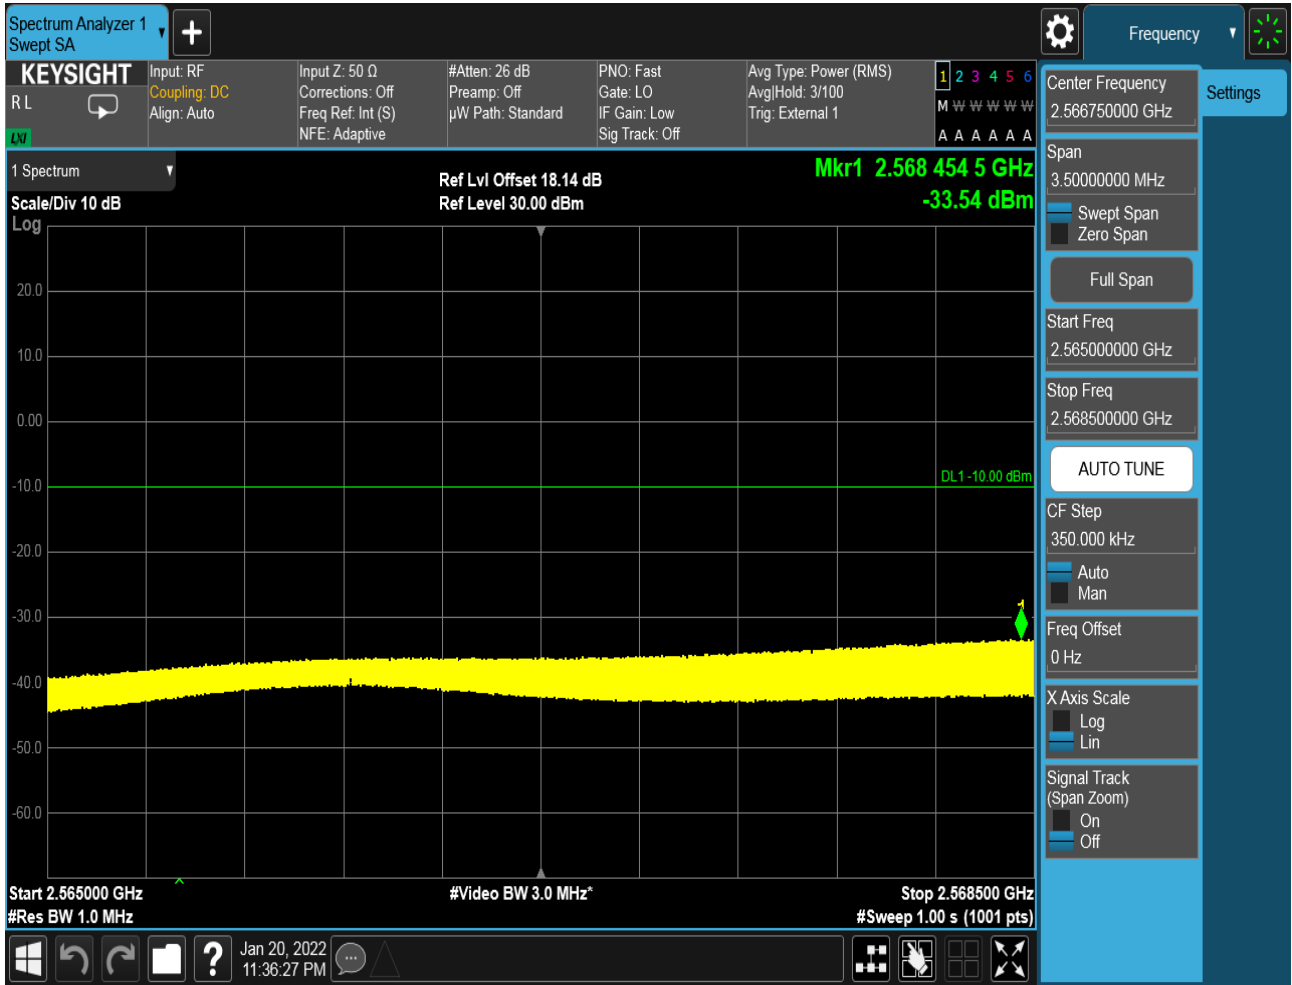 Spectrum Analyzer 1
Swept SA
Frequency
KEYSIGHT
R L
LXI
Input: RF
Coupling: DC
Align: Auto
Input Z: 50 Ω
Corrections: Off
Freq Ref: Int (S)
NFE: Adaptive
#Atten: 26 dB
Preamp: Off
µW Path: Standard
PNO: Fast
Gate: LO
IF Gain: Low
Sig Track: Off
Avg Type: Power (RMS)
Avg|Hold: 3/100
Trig: External 1
1 2 3 4 5 6
M W W W W W
A A A A A A
1 Spectrum
Scale/Div 10 dB
Log
Ref Lvl Offset 18.14 dB
Ref Level 30.00 dBm
Mkr1 2.568 454 5 GHz
-33.54 dBm
20.0
10.0
0.00
-10.0
-20.0
-30.0
-40.0
-50.0
-60.0
DL1 -10.00 dBm
1
Start 2.565000 GHz
#Res BW 1.0 MHz
#Video BW 3.0 MHz*
Stop 2.568500 GHz
#Sweep 1.00 s (1001 pts)
Center Frequency
2.566750000 GHz
Settings
Span
3.50000000 MHz
Swept Span
Zero Span
Full Span
Start Freq
2.565000000 GHz
Stop Freq
2.568500000 GHz
AUTO TUNE
CF Step
350.000 kHz
Auto
Man
Freq Offset
0 Hz
X Axis Scale
Log
Lin
Signal Track
(Span Zoom)
On
Off
?
Jan 20, 2022
11:36:27 PM